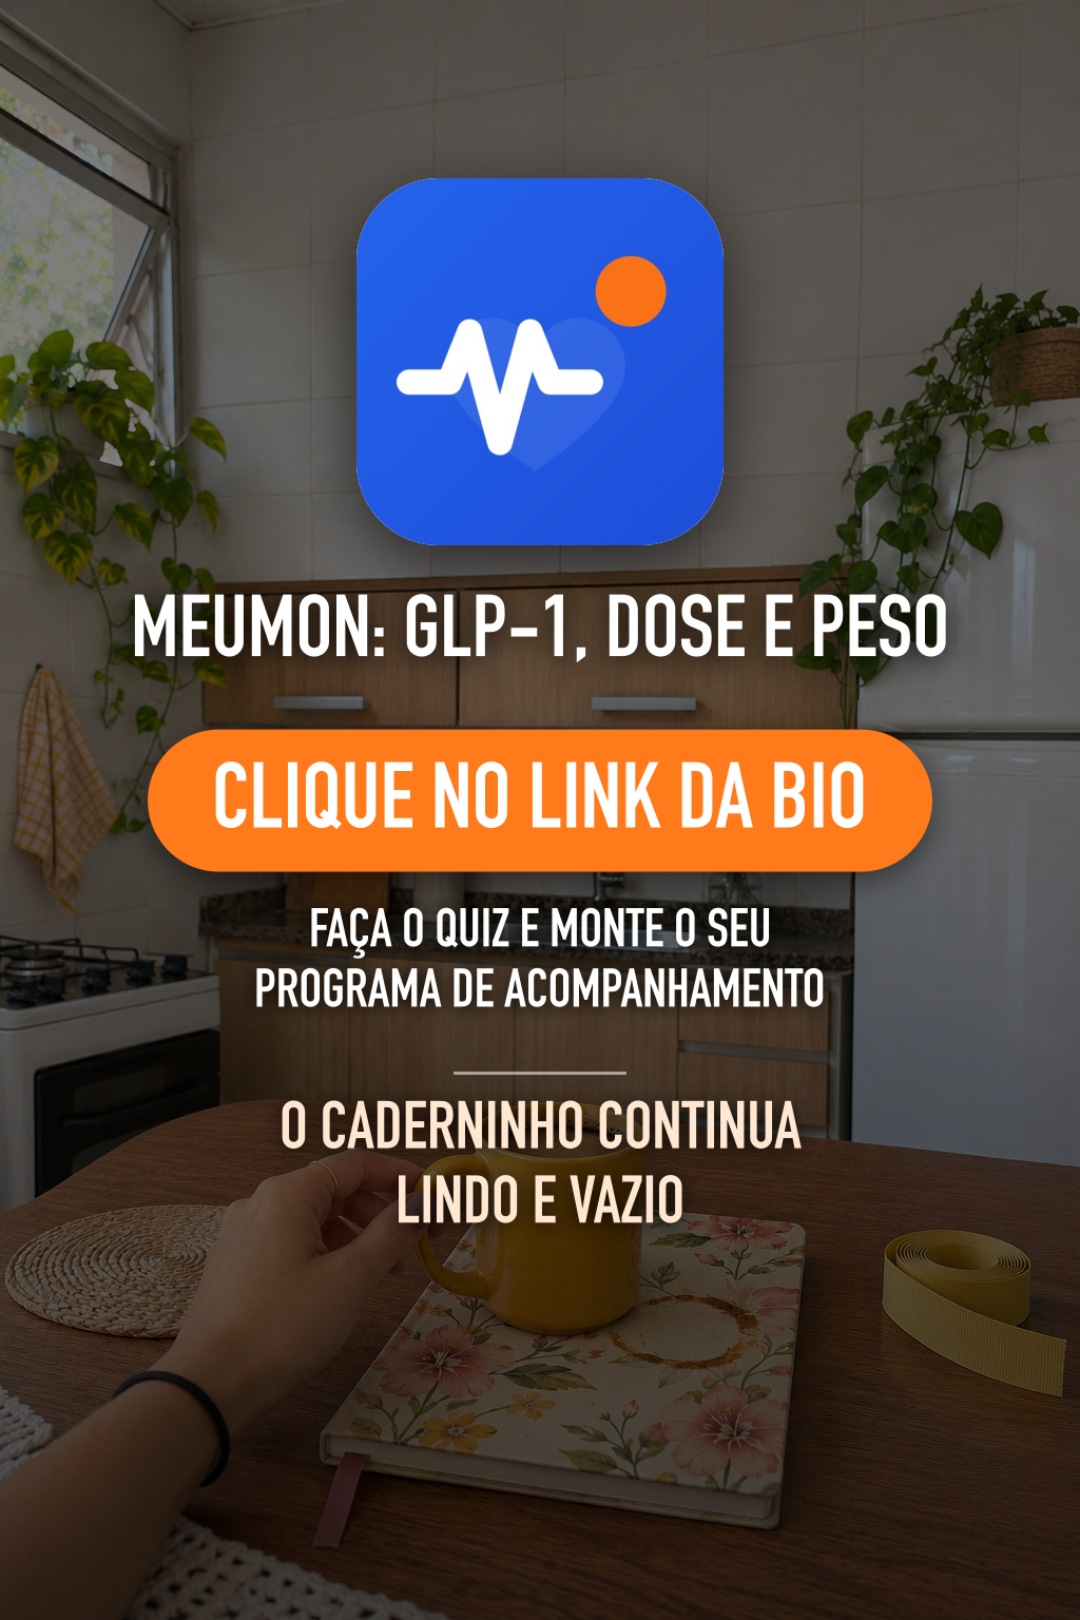 MEUMON: GLP-1, DOSE E PESO
CLIQUE NO LINK DA BIO
FAÇA O QUIZ E MONTE O SEU
PROGRAMA DE ACOMPANHAMENTO
O CADERNINHO CONTINUA
LINDO E VAZIO